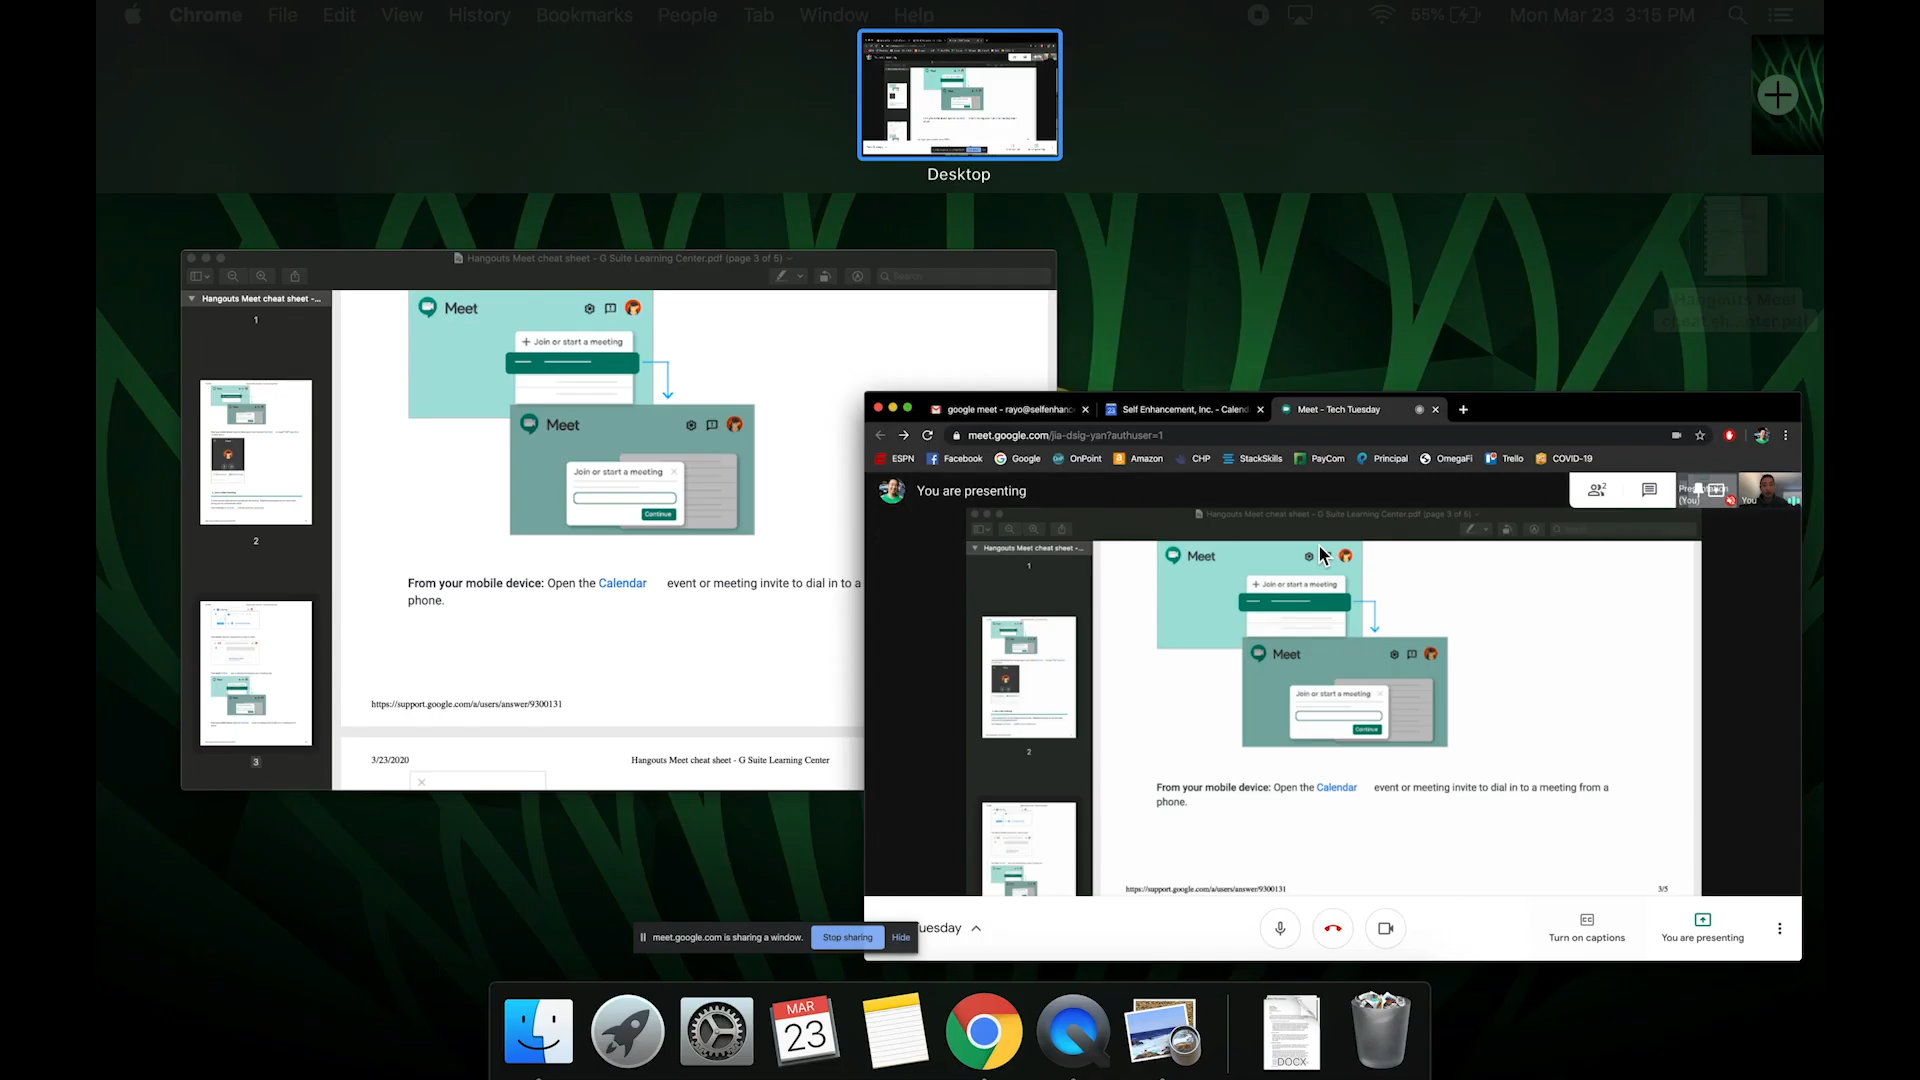 Chrome File Edit View History Bookmarks People Tab Window Help
55% Mon Mar 23 3:15 PM
Desktop
Hangouts Meet cheat sheet - G Suite Learning Center.pdf (page 3 of 5)
Search
Hangouts Meet cheat sheet -...
1
2
3
Meet
+ Join or start a meeting
Meet
Join or start a meeting
Continue
From your mobile device: Open the Calendar event or meeting invite to dial in to a
phone.
https://support.google.com/a/users/answer/9300131
3/23/2020 Hangouts Meet cheat sheet - G Suite Learning Center
Hangouts Meet
google meet - rayo@selfenhanc
Self Enhancement, Inc. - Calend
Meet - Tech Tuesday
meet.google.com/jia-dsig-yan?authuser=1
ESPN Facebook Google OnPoint Amazon CHP StackSkills PayCom Principal OmegaFi Trello COVID-19
You are presenting
2
Presentation
(You)
You
Hangouts Meet cheat sheet - G Suite Learning Center.pdf (page 3 of 5)
Hangouts Meet cheat sheet -...
1
2
Meet
+ Join or start a meeting
Meet
Join or start a meeting
Continue
From your mobile device: Open the Calendar event or meeting invite to dial in to a meeting from a
phone.
https://support.google.com/a/users/answer/9300131 3/5
meet.google.com is sharing a window. Stop sharing Hide
uesday
Turn on captions
You are presenting
MAR
23
DOCX